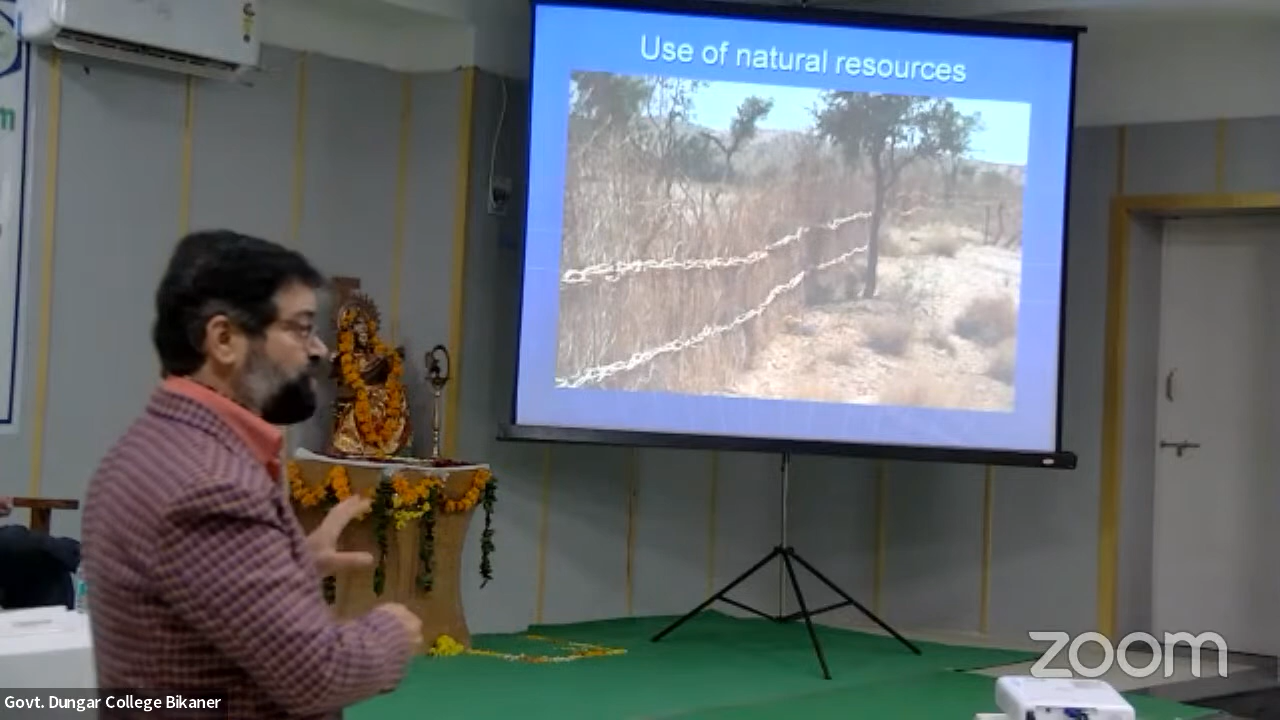 Use of natural resources
m
zoom
Govt. Dungar College Bikaner